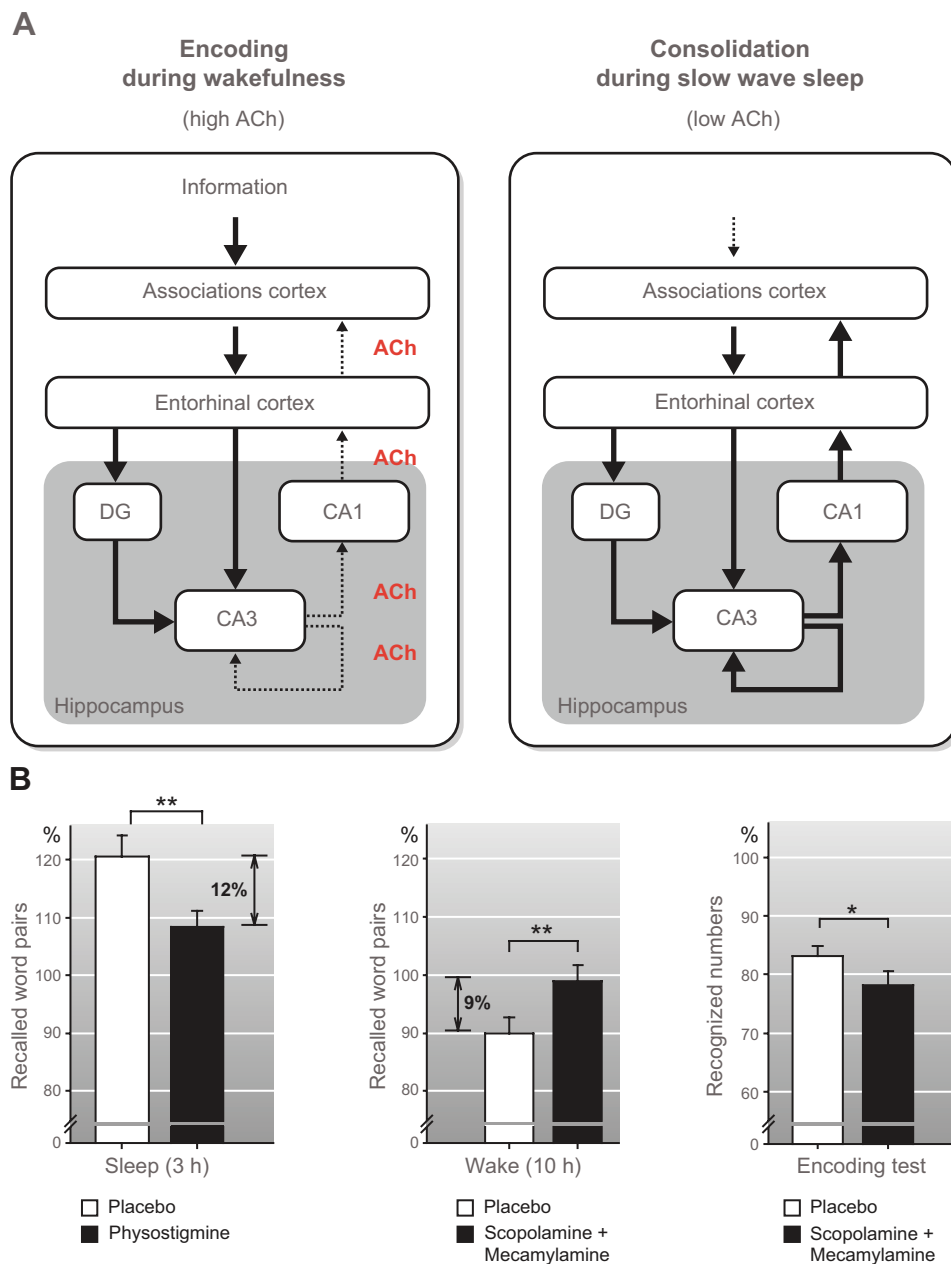 A
Encoding
during wakefulness
(high ACh)
Information
Associations cortex
ACh
Entorhinal cortex
ACh
DG
CA1
ACh
CA3
ACh
Hippocampus
Consolidation
during slow wave sleep
(low ACh)
Associations cortex
Entorhinal cortex
DG
CA1
CA3
Hippocampus
B
%
Recalled word pairs
120
110
100
90
80
0
**
12%
Sleep (3 h)
Placebo
Physostigmine
%
Recalled word pairs
120
110
100
90
80
0
**
9%
Wake (10 h)
Placebo
Scopolamine +
Mecamylamine
%
Recognized numbers
100
90
80
70
60
0
*
Encoding test
Placebo
Scopolamine +
Mecamylamine